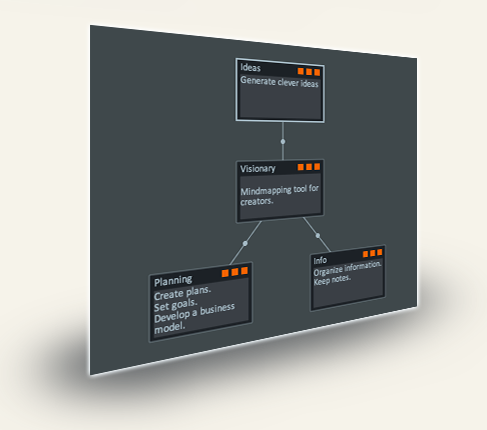 Ideas
Generate clever ideas
Visionary
Mindmapping tool for
creators.
Planning
Create plans.
Set goals.
Develop a business
model.
Info
Organize information.
Keep notes.